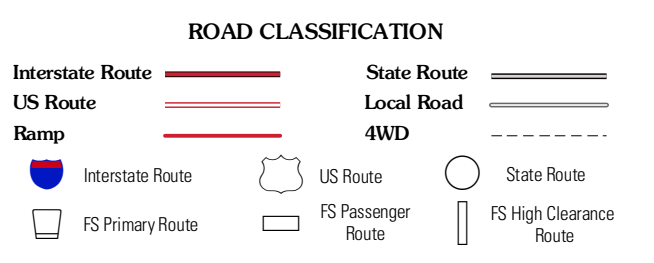 ROAD CLASSIFICATION
Interstate Route
State Route
US Route
Local Road
Ramp
4WD
Interstate Route
US Route
State Route
FS Primary Route
FS Passenger
Route
FS High Clearance
Route